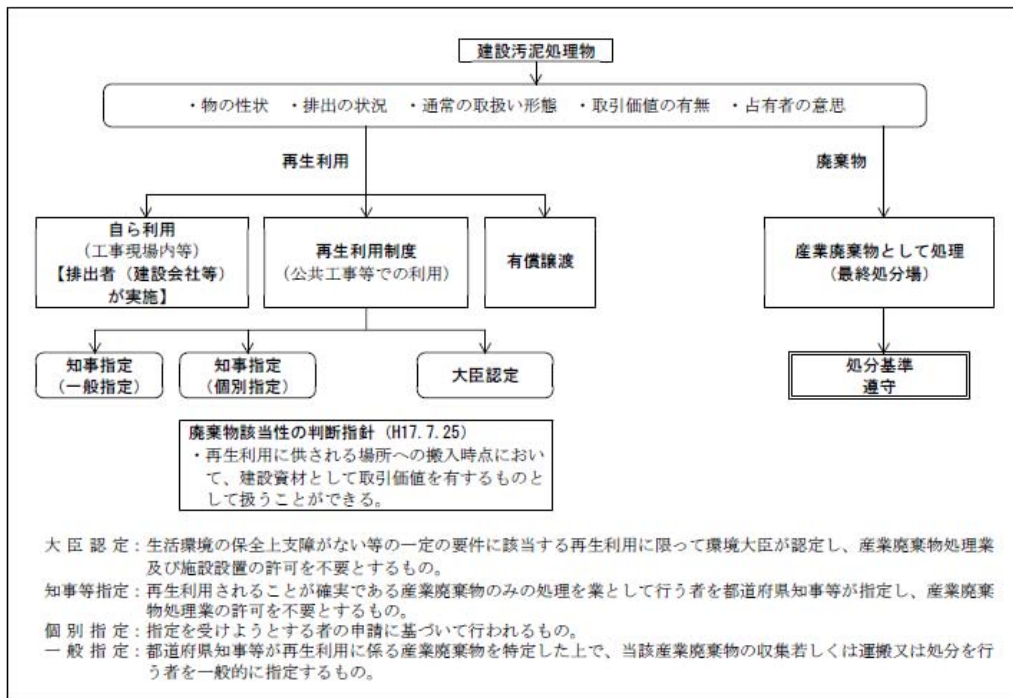 建設汚泥処理物
・物の性状　・排出の状況　・通常の取扱い形態　・取引価値の有無　・占有者の意思
再生利用
廃棄物
自ら利用
（工事現場内等）
【排出者（建設会社等）
が実施】
再生利用制度
（公共工事等での利用）
有償譲渡
産業廃棄物として処理
（最終処分場）
知事指定
（一般指定）
知事指定
（個別指定）
大臣認定
処分基準
遵守
廃棄物該当性の判断指針（H17.7.25）
・再生利用に供される場所への搬入時点におい
て、建設資材として取引価値を有するものと
して扱うことができる。
大臣認定：生活環境の保全上支障がない等の一定の要件に該当する再生利用に限って環境大臣が認定し、産業廃棄物処理業
及び施設設置の許可を不要とするもの。
知事等指定：再生利用されることが確実である産業廃棄物のみの処理を業として行う者を都道府県知事等が指定し、産業廃棄
物処理業の許可を不要とするもの。
個別指定：指定を受けようとする者の申請に基づいて行われるもの。
一般指定：都道府県知事等が再生利用に係る産業廃棄物を特定した上で、当該産業廃棄物の収集若しくは運搬又は処分を行
う者を一般的に指定するもの。